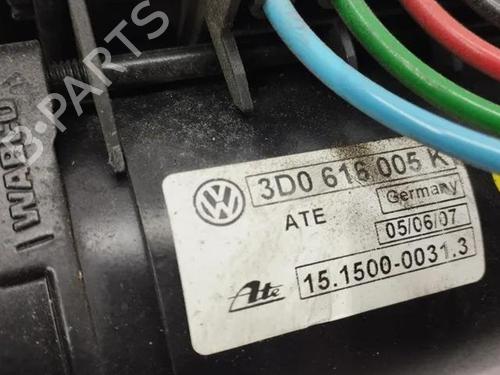 B-PARTS
WABCO
3D0 616 005 K
Germany
ATE
05/06/07
Ate
15.1500-0031.3